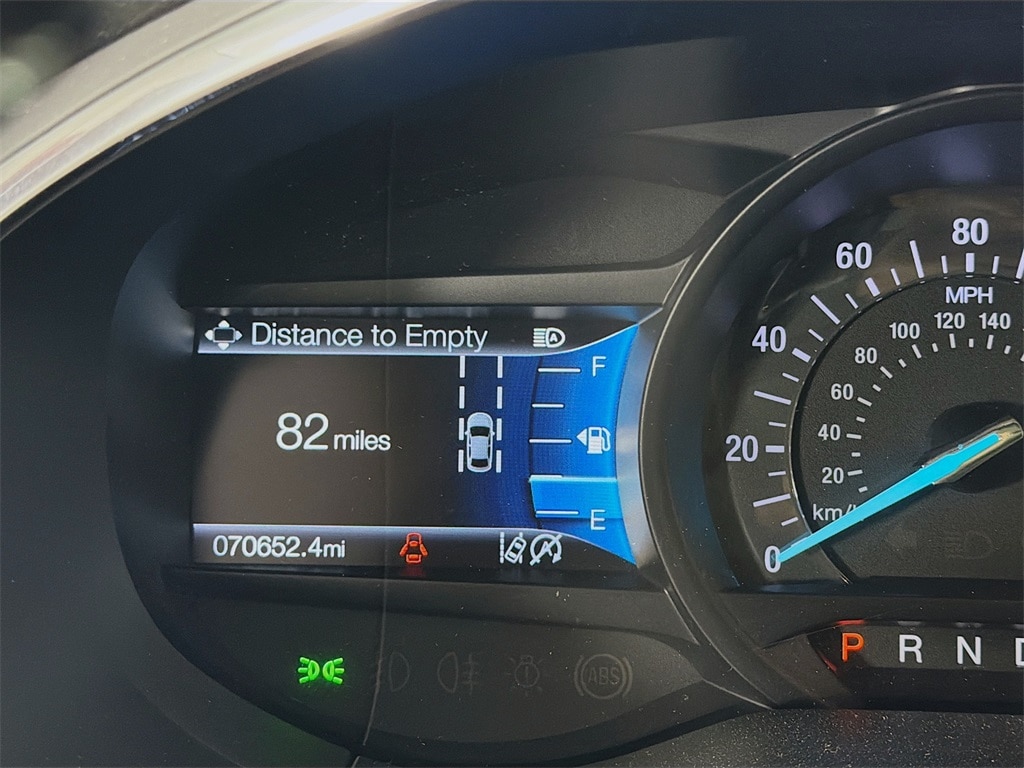 Distance to Empty
A
F
82 miles
E
070652.4mi
ABS
0
20
40
60
80
MPH
20
40
60
80
100
120
140
km/
P R N D